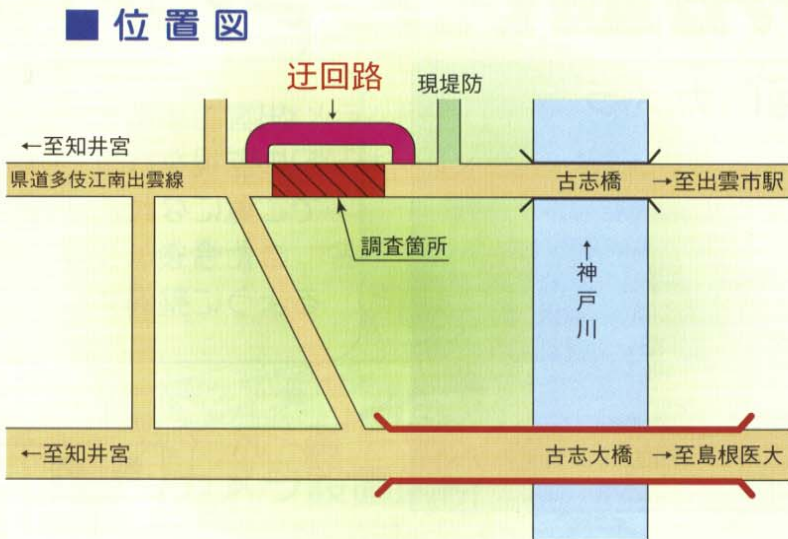 ■位置図
迂回路
現堤防
←至知井宮
県道多伎江南出雲線
古志橋
→至出雲市駅
調査箇所
↑神戸川
←至知井宮
古志大橋
→至島根医大